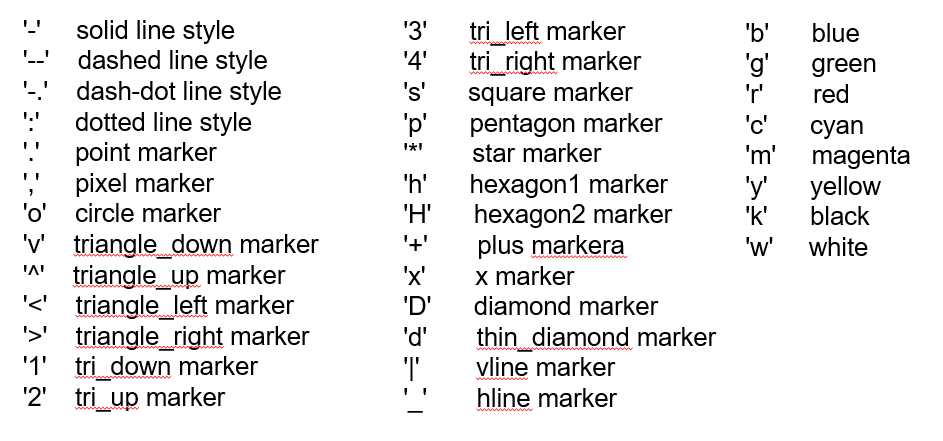 '-' solid line style
'--' dashed line style
'-.' dash-dot line style
':' dotted line style
'.' point marker
',' pixel marker
'o' circle marker
'v' triangle_down marker
'^' triangle_up marker
'<' triangle_left marker
'>' triangle_right marker
'1' tri_down marker
'2' tri_up marker
'3' tri_left marker
'4' tri_right marker
's' square marker
'p' pentagon marker
'*' star marker
'h' hexagon1 marker
'H' hexagon2 marker
'+' plus markera
'x' x marker
'D' diamond marker
'd' thin_diamond marker
'|' vline marker
'_' hline marker
'b' blue
'g' green
'r' red
'c' cyan
'm' magenta
'y' yellow
'k' black
'w' white